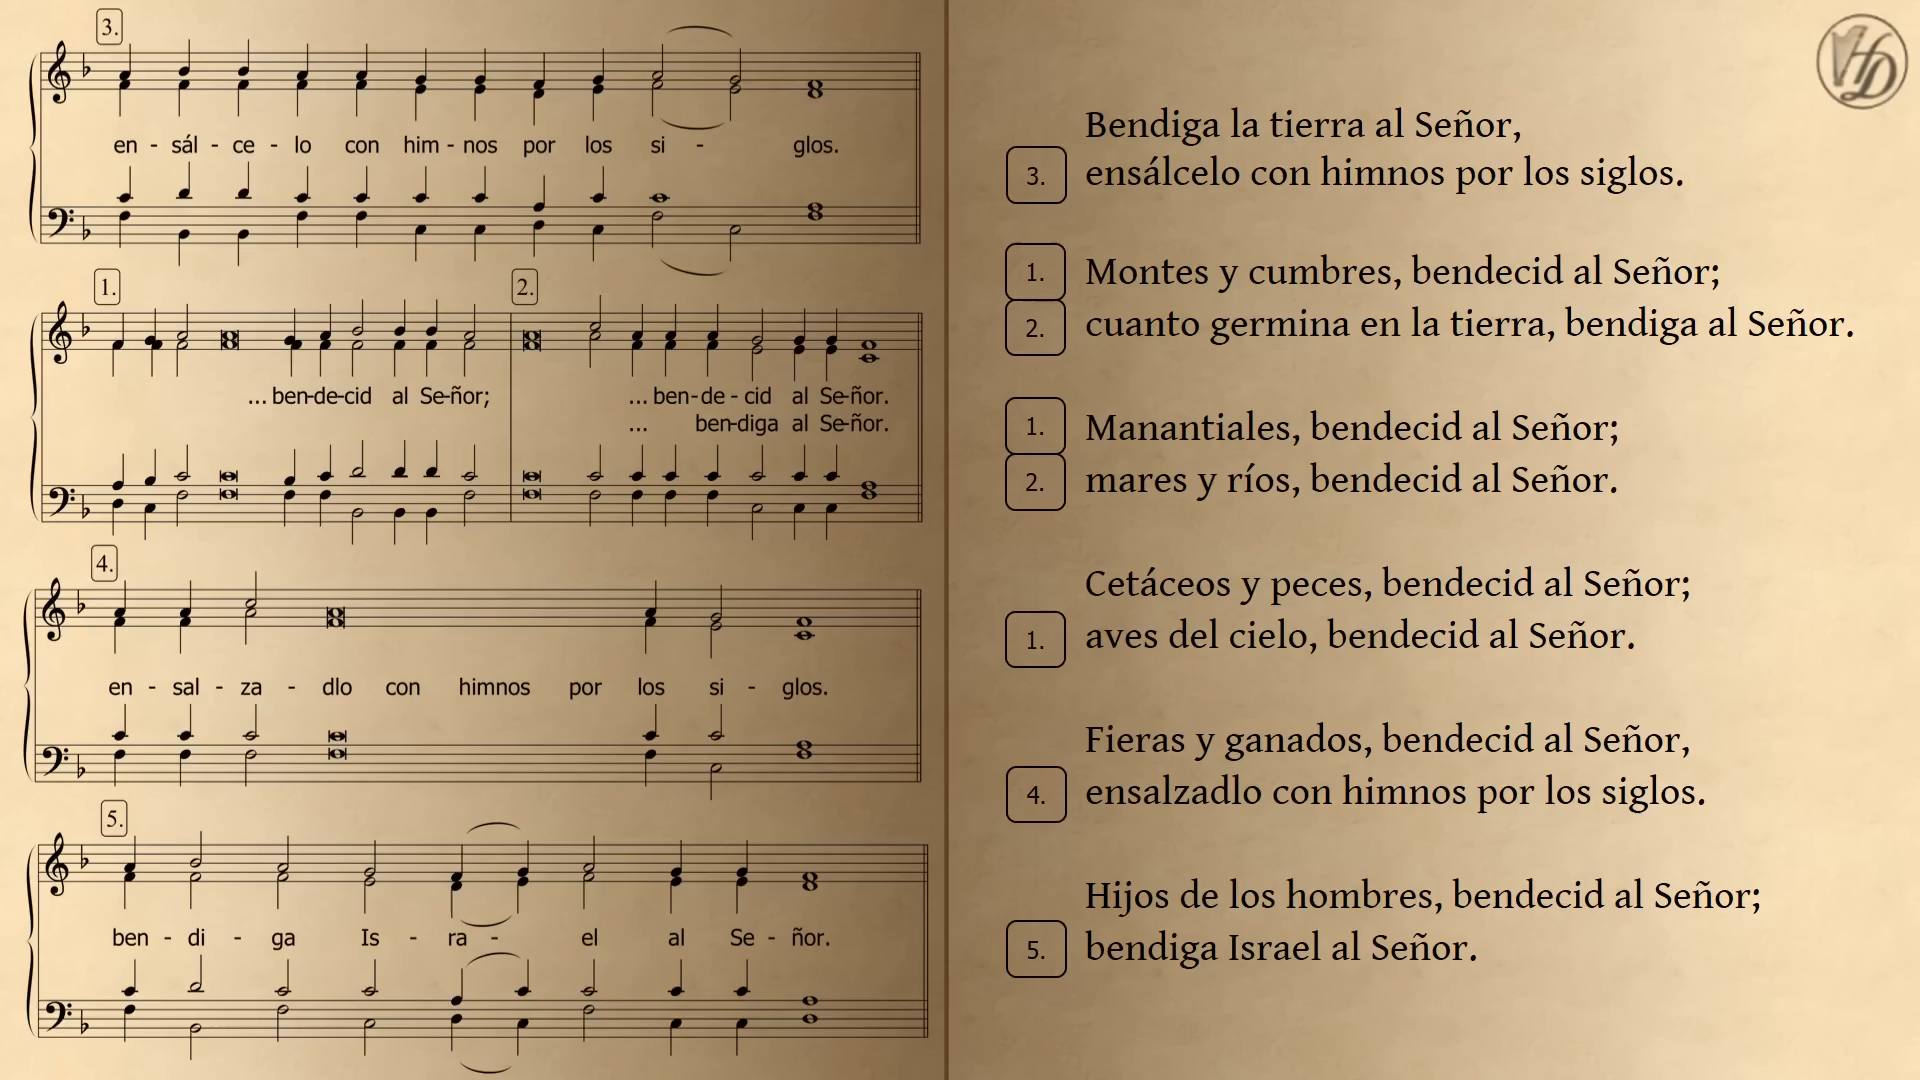 3.
en - sál - ce - lo con him - nos por los si - glos.
1.
2.
... ben-de-cid al Se-ñor;
... ben-de - cid al Se-ñor.
... ben-diga al Se-ñor.
4.
en - sal - za - dlo con himnos por los si - glos.
5.
ben - di - ga Is - ra - el al Se - ñor.
HD
Bendiga la tierra al Señor,
3. ensálcelo con himnos por los siglos.
1. Montes y cumbres, bendecid al Señor;
2. cuanto germina en la tierra, bendiga al Señor.
1. Manantiales, bendecid al Señor;
2. mares y ríos, bendecid al Señor.
Cetáceos y peces, bendecid al Señor;
1. aves del cielo, bendecid al Señor.
Fieras y ganados, bendecid al Señor,
4. ensalzadlo con himnos por los siglos.
Hijos de los hombres, bendecid al Señor;
5. bendiga Israel al Señor.